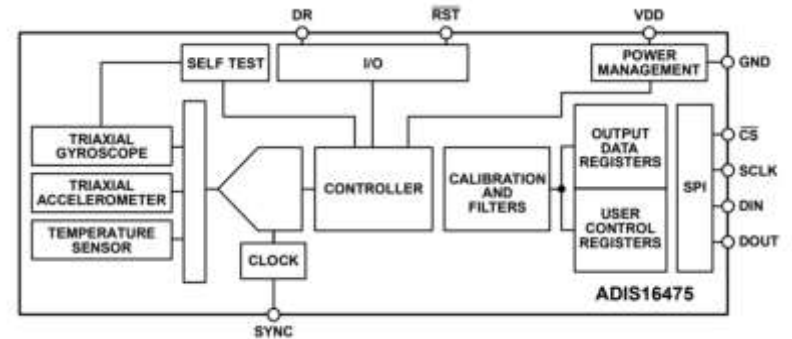 DR
RST
VDD
SELF TEST
I/O
POWER
MANAGEMENT
GND
TRIAXIAL
GYROSCOPE
TRIAXIAL
ACCELEROMETER
TEMPERATURE
SENSOR
CLOCK
SYNC
CONTROLLER
CALIBRATION
AND
FILTERS
OUTPUT
DATA
REGISTERS
USER
CONTROL
REGISTERS
SPI
CS
SCLK
DIN
DOUT
ADIS16475